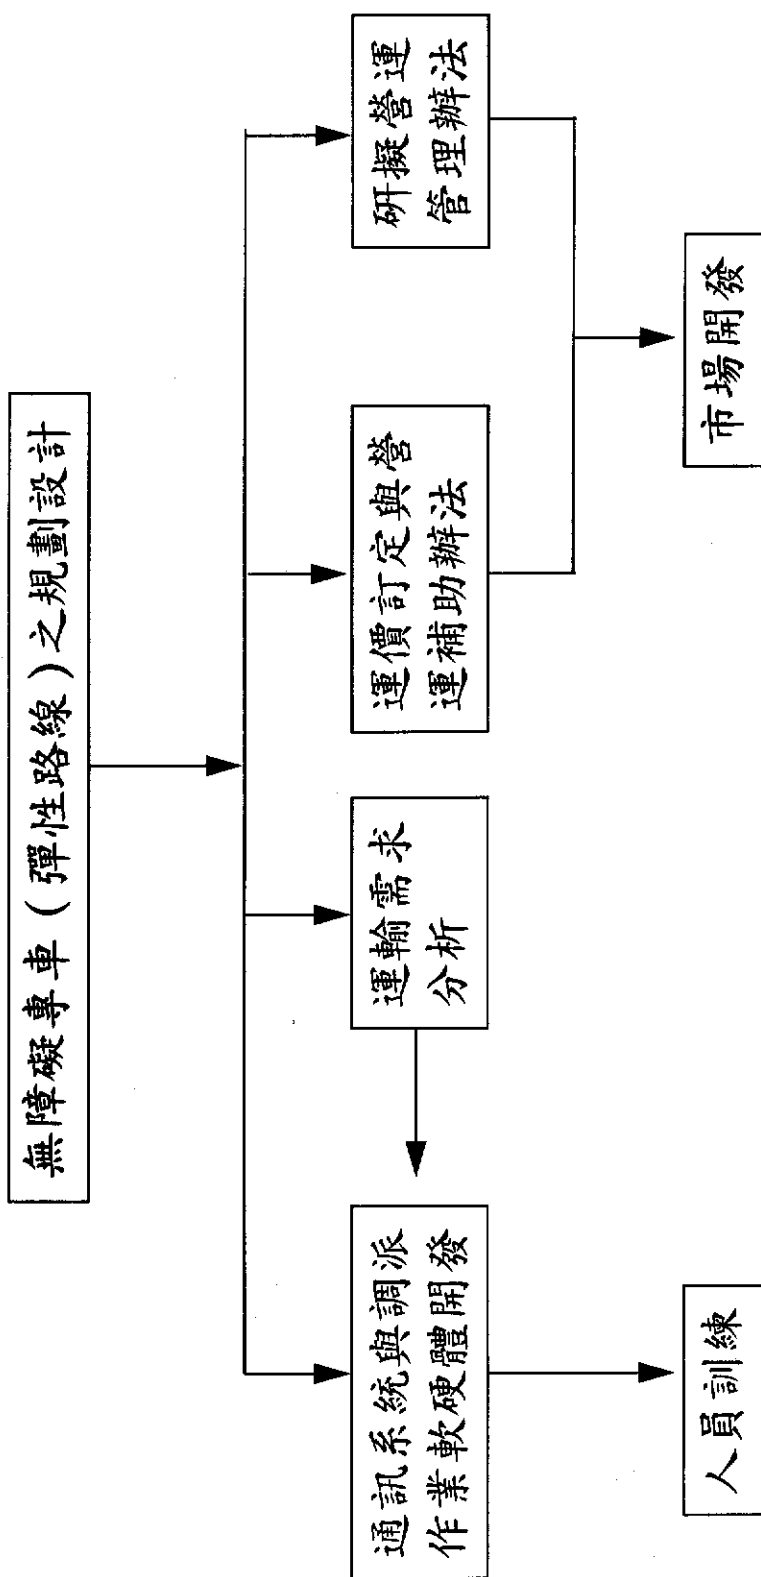 無障礙專車（彈性路線）之規劃設計
通訊系統與調派
作業軟硬體開發
運輸需求
分析
運價訂定與營
運補助辦法
研擬營運
管理辦法
人員訓練
市場開發